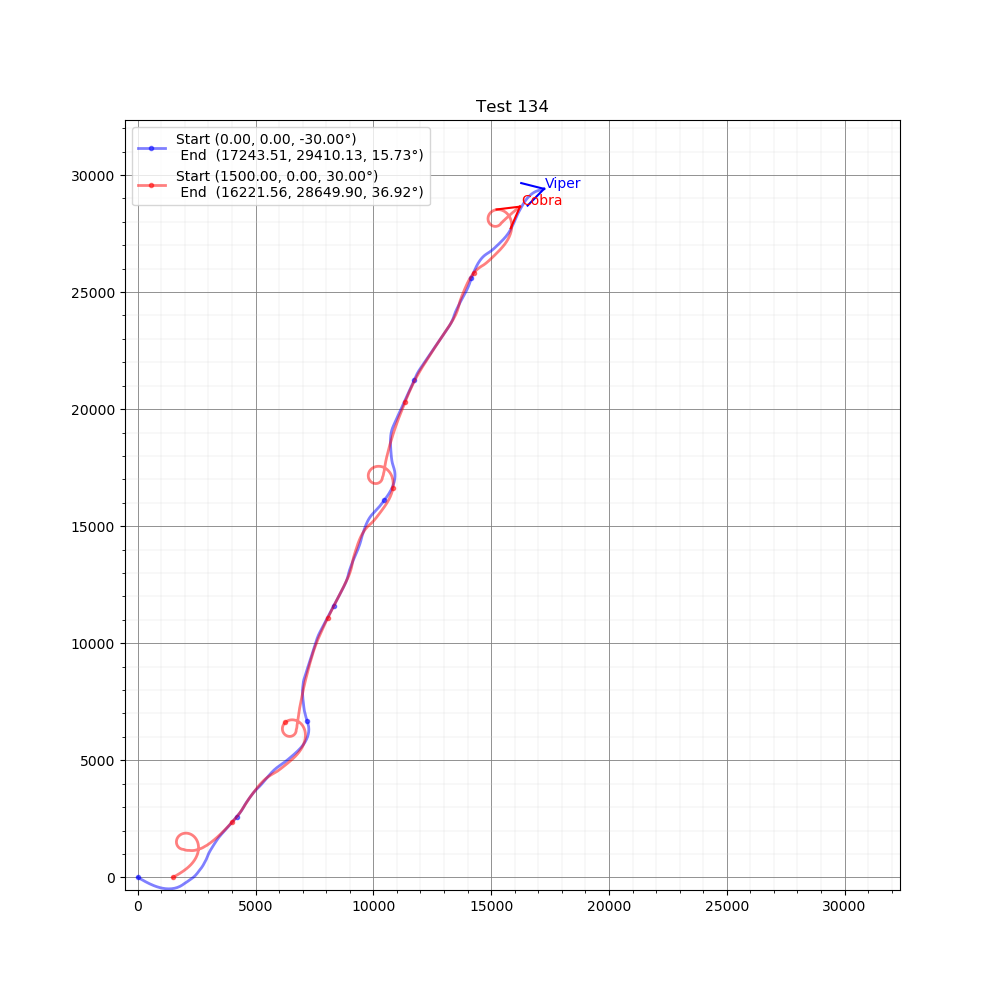 Test 134
Start (0.00, 0.00, -30.00°)
End (17243.51, 29410.13, 15.73°)
Start (1500.00, 0.00, 30.00°)
End (16221.56, 28649.90, 36.92°)
Viper
Cobra
30000
25000
20000
15000
10000
5000
0
0 5000 10000 15000 20000 25000 30000